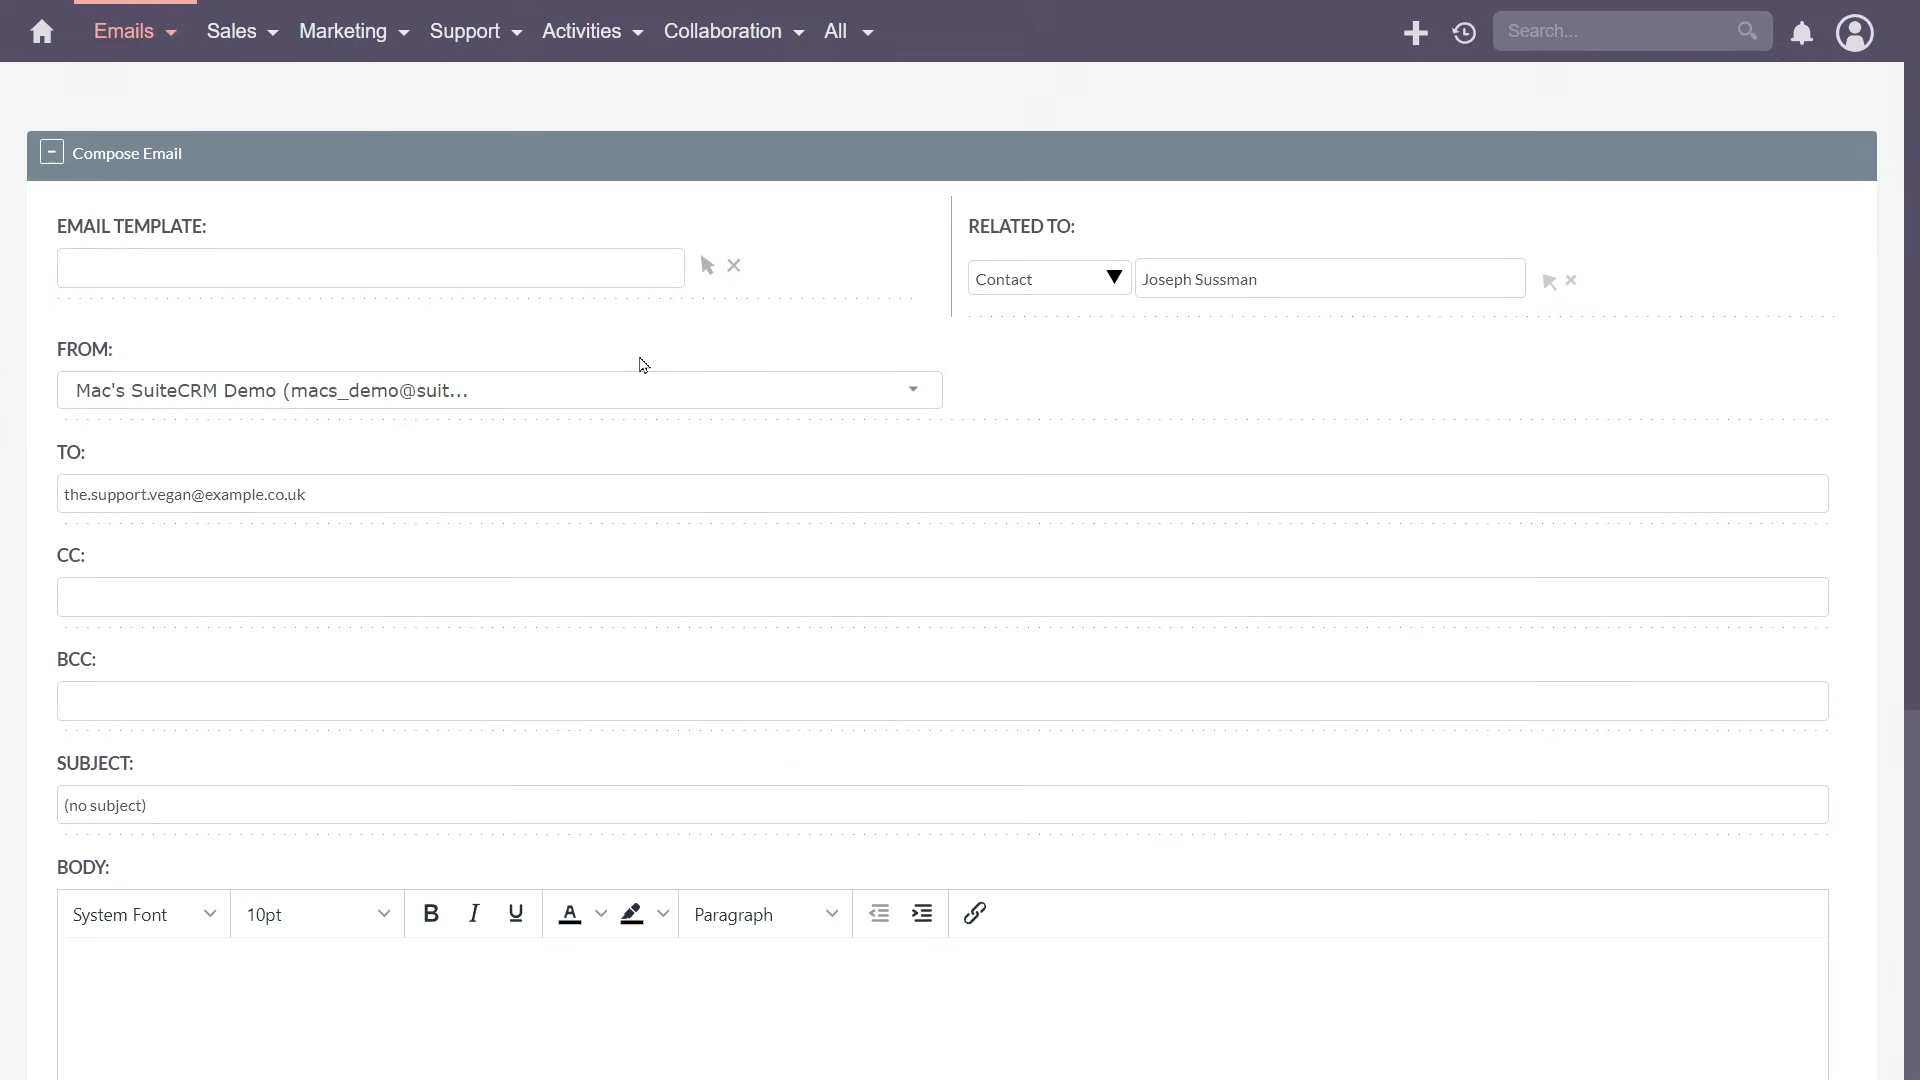 Emails Sales Marketing Support Activities Collaboration All Search...
Compose Email
EMAIL TEMPLATE: RELATED TO:
Contact Joseph Sussman
FROM:
Mac's SuiteCRM Demo (macs_demo@suit...
TO:
the.support.vegan@example.co.uk
CC:
BCC:
SUBJECT:
(no subject)
BODY:
System Font 10pt B I U A Paragraph